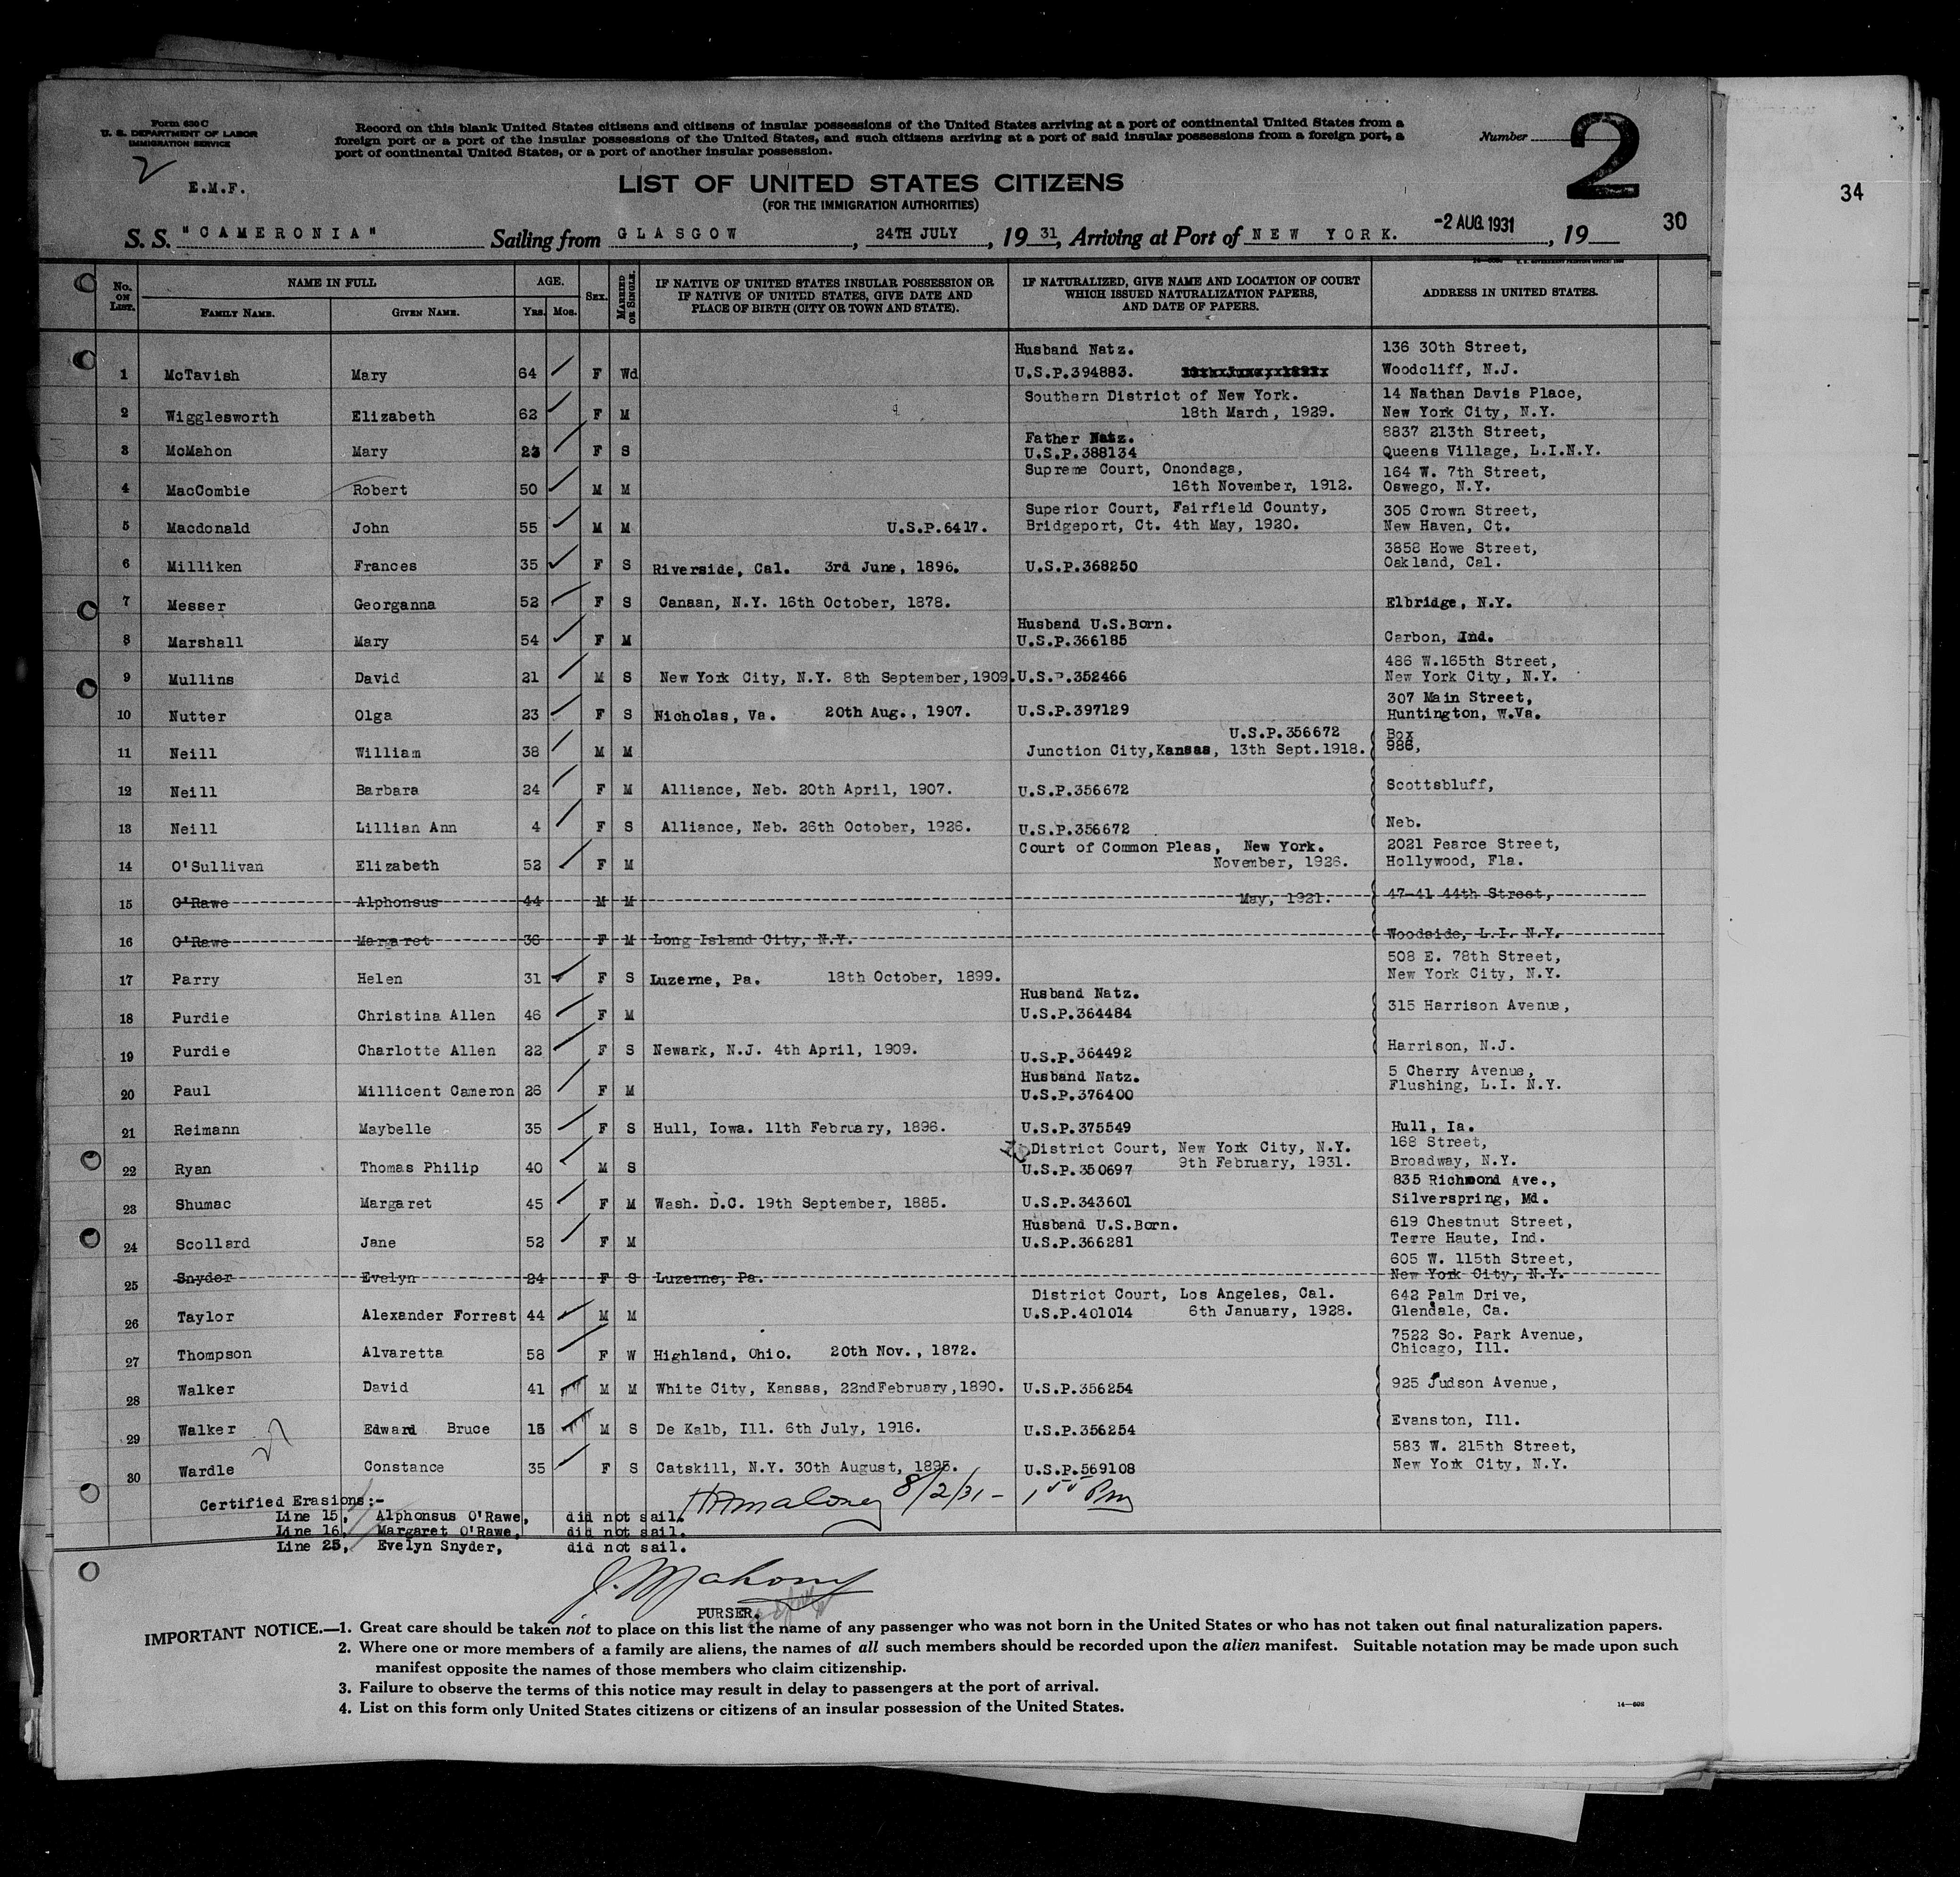 Form 630 C
U. S. DEPARTMENT OF LABOR
IMMIGRATION SERVICE
2
E.M.F.
Record on this blank United States citizens and citizens of insular possessions of the United States arriving at a port of continental United States from a
foreign port or a port of the insular possessions of the United States, and such citizens arriving at a port of said insular possessions from a foreign port, a
port of continental United States, or a port of another insular possession.
Number 2
34
LIST OF UNITED STATES CITIZENS
(FOR THE IMMIGRATION AUTHORITIES)
30
S. S. "CAMERONIA" Sailing from GLASGOW, 24TH JULY, 19 31, Arriving at Port of NEW YORK. -2 AUG. 1931, 19
No. ON LIST. NAME IN FULL AGE. SEX. MARRIED OR SINGLE. IF NATIVE OF UNITED STATES INSULAR POSSESSION OR IF NATIVE OF UNITED STATES, GIVE DATE AND PLACE OF BIRTH (CITY OR TOWN AND STATE). IF NATURALIZED, GIVE NAME AND LOCATION OF COURT WHICH ISSUED NATURALIZATION PAPERS, AND DATE OF PAPERS. ADDRESS IN UNITED STATES.
FAMILY NAME. GIVEN NAME. Yrs. Mos.
1 McTavish Mary 64 F Wd Husband Natz. U.S.P.394883. 136 30th Street, Woodcliff, N.J.
2 Wigglesworth Elizabeth 62 F M Southern District of New York. 18th March, 1929. 14 Nathan Davis Place, New York City, N.Y.
3 McMahon Mary 23 F S Father Natz. U.S.P.388134 8837 213th Street, Queens Village, L.I.N.Y.
4 MacCombie Robert 50 M M Supreme Court, Onondaga, 16th November, 1912. 164 W. 7th Street, Oswego, N.Y.
5 Macdonald John 55 M M U.S.P.6417. Superior Court, Fairfield County, Bridgeport, Ct. 4th May, 1920. 305 Crown Street, New Haven, Ct.
6 Milliken Frances 35 F S Riverside, Cal. 3rd June, 1896. U.S.P.368250 3858 Howe Street, Oakland, Cal.
7 Messer Georganna 52 F S Canaan, N.Y. 16th October, 1878. Elbridge, N.Y.
8 Marshall Mary 54 F M Husband U.S.Born. U.S.P.366185 Carbon, Ind.
9 Mullins David 21 M S New York City, N.Y. 8th September, 1909. U.S.P.352466 486 W.165th Street, New York City, N.Y.
10 Nutter Olga 23 F S Nicholas, Va. 20th Aug., 1907. U.S.P.397129 307 Main Street, Huntington, W.Va.
11 Neill William 38 M M U.S.P.356672 Junction City, Kansas, 13th Sept.1918. Box 986,
12 Neill Barbara 24 F M Alliance, Neb. 20th April, 1907. U.S.P.356672 Scottsbluff,
13 Neill Lillian Ann 4 F S Alliance, Neb. 26th October, 1926. U.S.P.356672 Neb.
14 O'Sullivan Elizabeth 52 F M Court of Common Pleas, New York. November, 1926. 2021 Pearce Street, Hollywood, Fla.
15 O'Rawe Alphonsus 44 M M May, 1921. 47-41 44th Street,
16 O'Rawe Margaret 36 F M Long Island City, N.Y. Woodside, L.I. N.Y.
17 Parry Helen 31 F S Luzerne, Pa. 18th October, 1899. 508 E. 78th Street, New York City, N.Y.
18 Purdie Christina Allen 46 F M Husband Natz. U.S.P.364484 315 Harrison Avenue,
19 Purdie Charlotte Allen 22 F S Newark, N.J. 4th April, 1909. U.S.P.364492 Harrison, N.J.
20 Paul Millicent Cameron 26 F M Husband Natz. U.S.P.376400 5 Cherry Avenue, Flushing, L.I. N.Y.
21 Reimann Maybelle 35 F S Hull, Iowa. 11th February, 1896. U.S.P.375549 Hull, Ia.
22 Ryan Thomas Philip 40 M S District Court, New York City, N.Y. U.S.P.350697 9th February, 1931. 168 Street, Broadway, N.Y.
23 Shumac Margaret 45 F M Wash. D.C. 19th September, 1885. U.S.P.343601 835 Richmond Ave., Silverspring, Md.
24 Scollard Jane 52 F M Husband U.S.Born. U.S.P.366281 619 Chestnut Street, Terre Haute, Ind.
25 Snyder Evelyn 24 F S Luzerne, Pa. 605 W. 115th Street, New York City, N.Y.
26 Taylor Alexander Forrest 44 M M District Court, Los Angeles, Cal. U.S.P.401014 6th January, 1928. 642 Palm Drive, Glendale, Ca.
27 Thompson Alvaretta 58 F W Highland, Ohio. 20th Nov., 1872. 7522 So. Park Avenue, Chicago, Ill.
28 Walker David 41 M M White City, Kansas, 22nd February, 1890. U.S.P.356254 925 Judson Avenue,
29 Walker Edward Bruce 15 M S De Kalb, Ill. 6th July, 1916. U.S.P.356254 Evanston, Ill.
30 Wardle Constance 35 F S Catskill, N.Y. 30th August, 1895. U.S.P.569108 583 W. 215th Street, New York City, N.Y.
Certified Erasions:-
Line 15, Alphonsus O'Rawe, did not sail.
Line 16, Margaret O'Rawe, did not sail.
Line 25, Evelyn Snyder, did not sail.
Maloney 8/2/31 - 1 55 Pm
J. Mahony
PURSER.
IMPORTANT NOTICE.—1. Great care should be taken not to place on this list the name of any passenger who was not born in the United States or who has not taken out final naturalization papers.
2. Where one or more members of a family are aliens, the names of all such members should be recorded upon the alien manifest. Suitable notation may be made upon such
manifest opposite the names of those members who claim citizenship.
3. Failure to observe the terms of this notice may result in delay to passengers at the port of arrival.
4. List on this form only United States citizens or citizens of an insular possession of the United States.